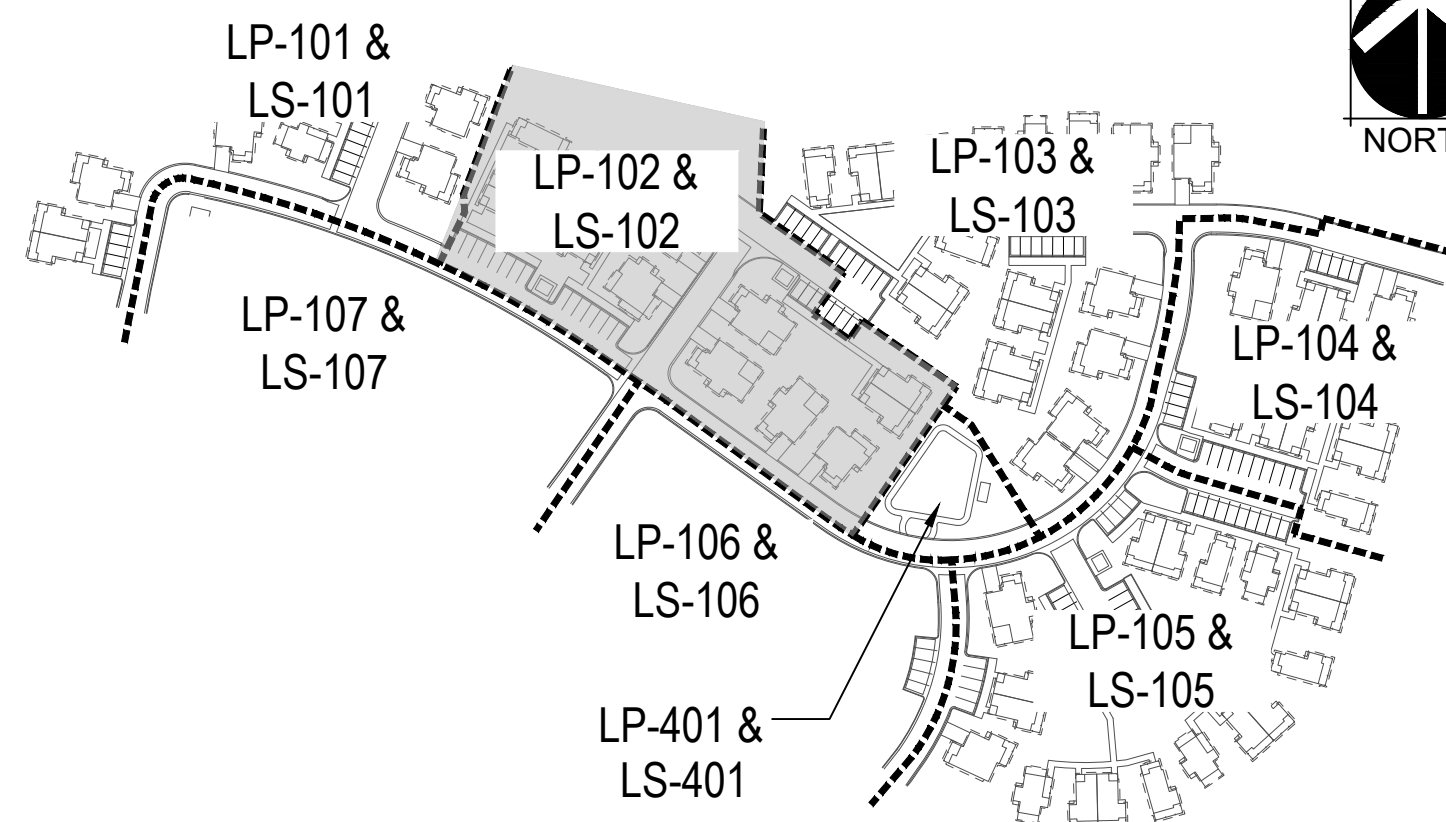 LP-101 &
LS-101
NORT
LP-102 &
LS-102
LP-103 &
LS-103
LP-107 &
LS-107
LP-104 &
LS-104
LP-106 &
LS-106
LP-105 &
LS-105
LP-401 &
LS-401